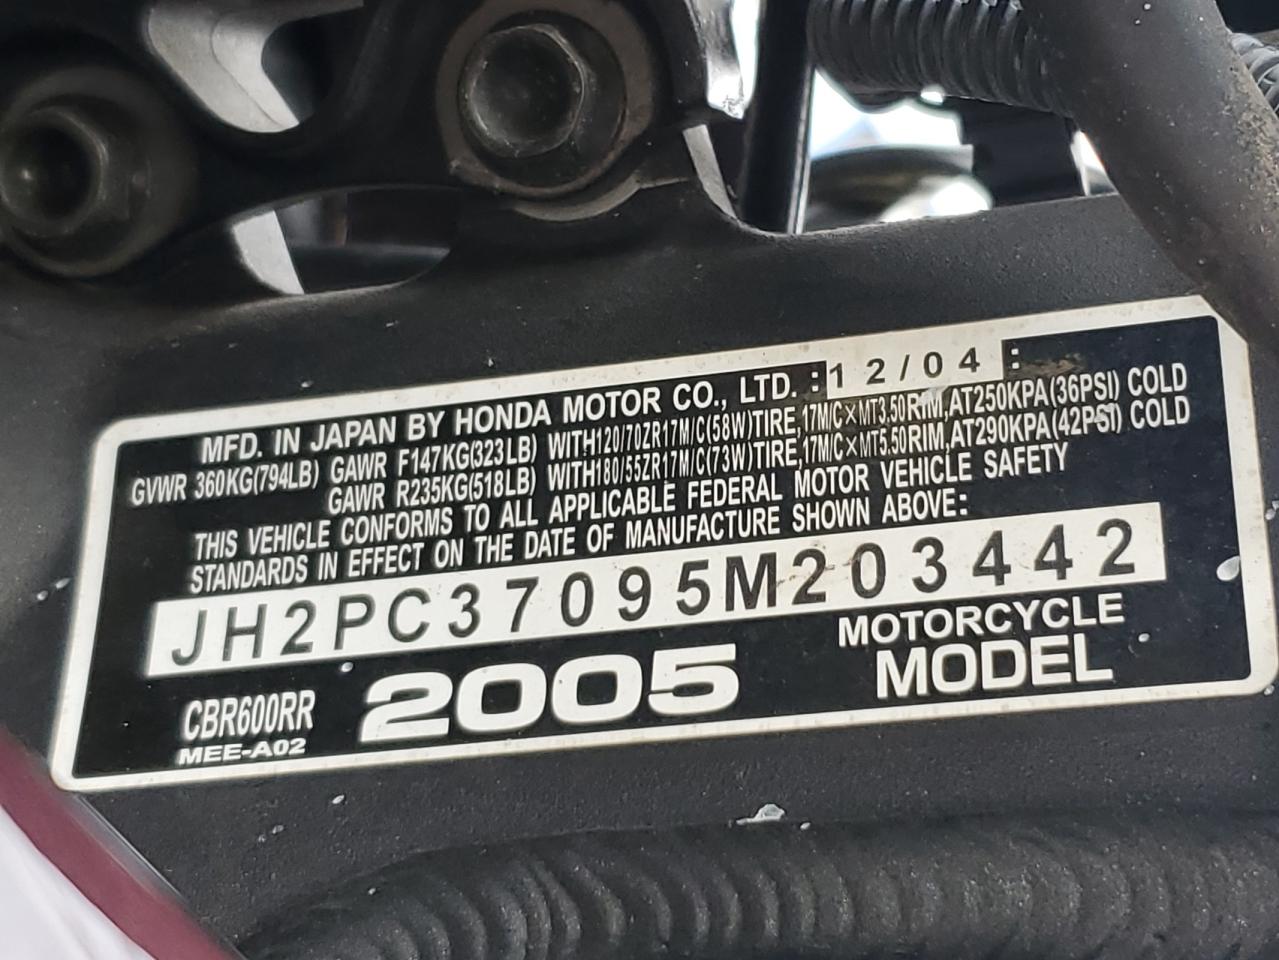 MFD. IN JAPAN BY HONDA MOTOR CO., LTD. : 12/04 :
GVWR 360KG(794LB) GAWR F147KG(323LB) WITH120/70ZR17M/C(58W)TIRE,17M/C×MT3.50RIM,AT250KPA(36PSI) COLD
GAWR R235KG(518LB) WITH180/55ZR17M/C(73W)TIRE,17M/C×MT5.50RIM,AT290KPA(42PSI) COLD
THIS VEHICLE CONFORMS TO ALL APPLICABLE FEDERAL MOTOR VEHICLE SAFETY
STANDARDS IN EFFECT ON THE DATE OF MANUFACTURE SHOWN ABOVE:
JH2PC37095M203442
CBR600RR 2005 MOTORCYCLE
MEE-A02 MODEL